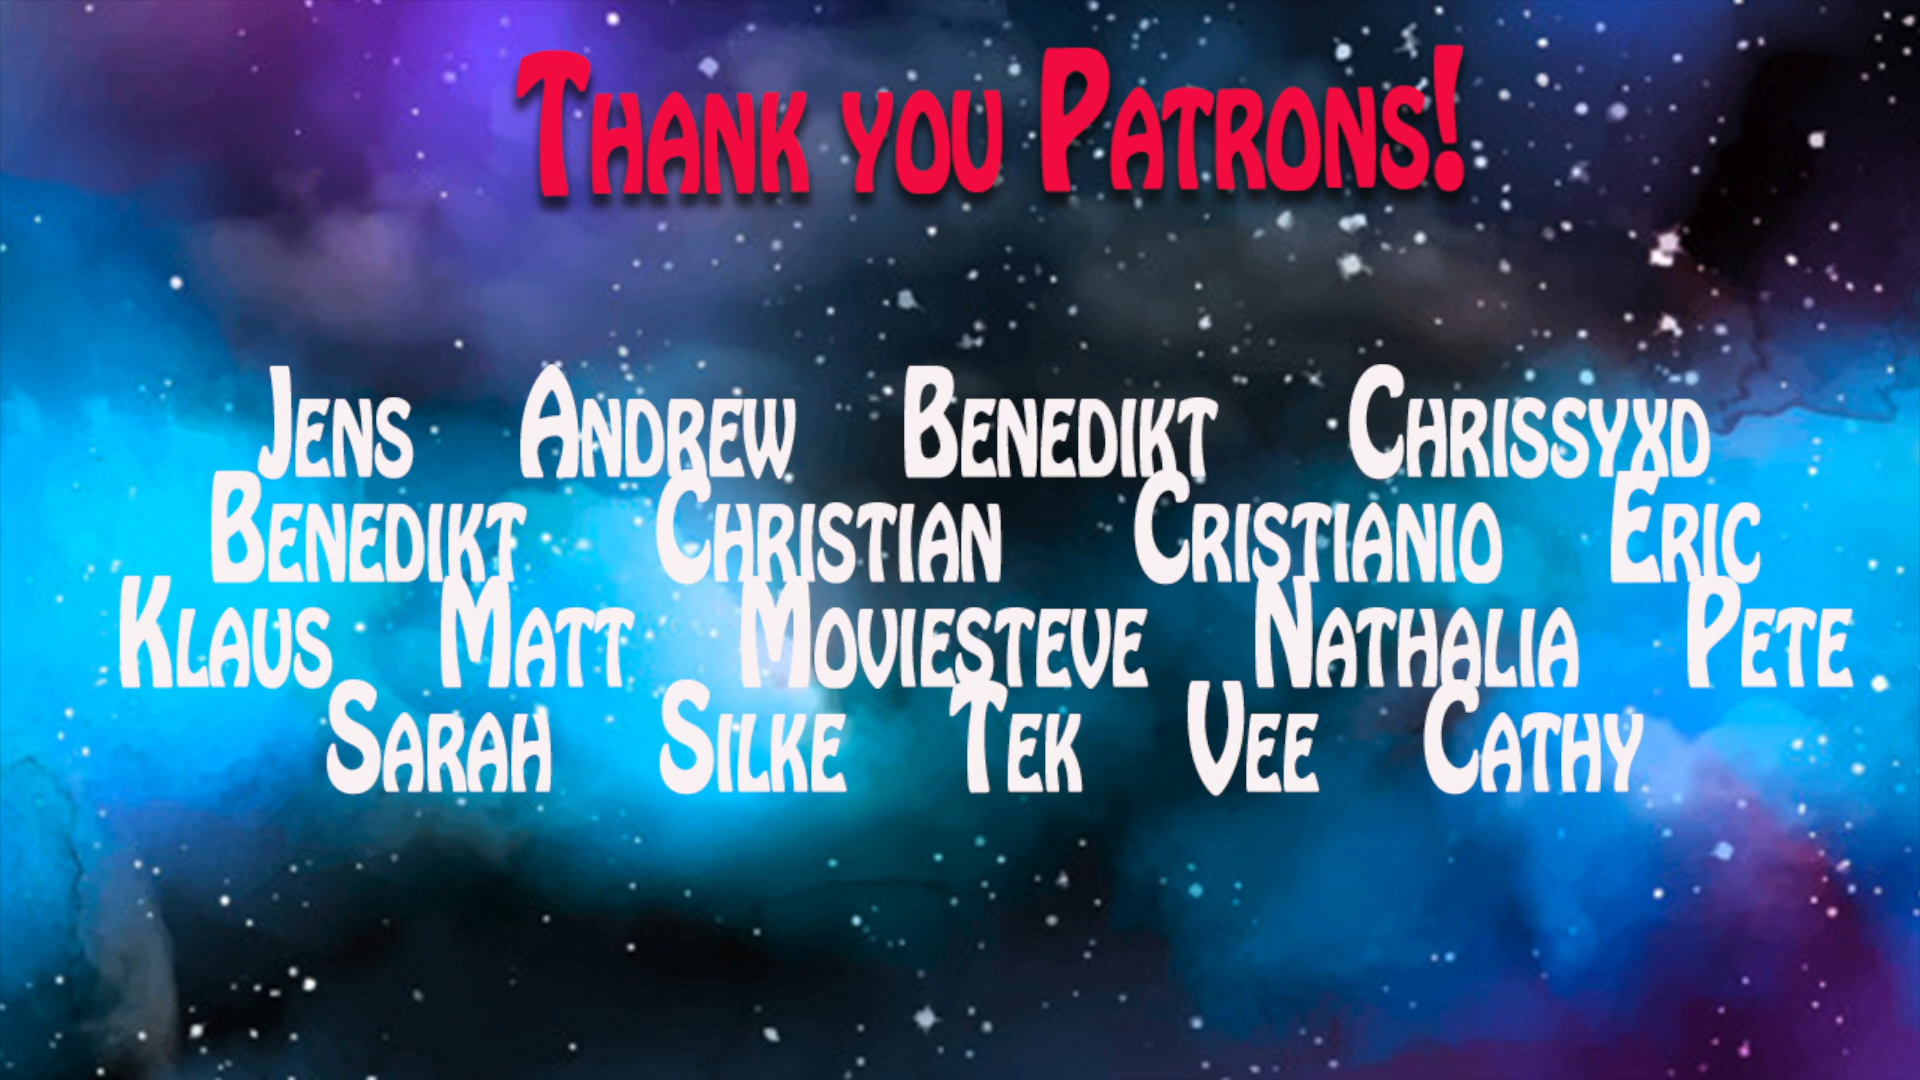 Thank you Patrons!
Jens Andrew Benedikt Chrissyxd
Benedikt Christian Cristianio Eric
Klaus Matt Moviesteve Nathalia Pete
Sarah Silke Tek Vee Cathy